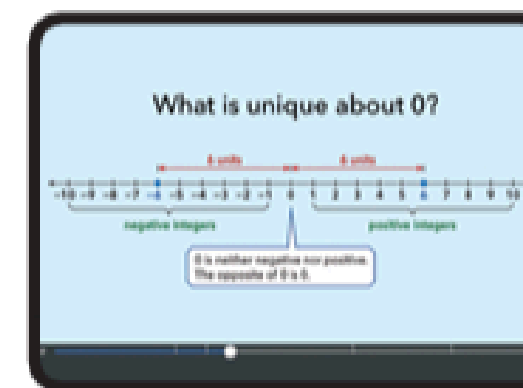 What is unique about 0?
6 units 6 units
-10 -9 -8 -7 -6 -5 -4 -3 -2 -1 0 1 2 3 4 5 6 7 8 9 10
negative integers positive integers
0 is neither negative nor positive.
The opposite of 0 is 0.